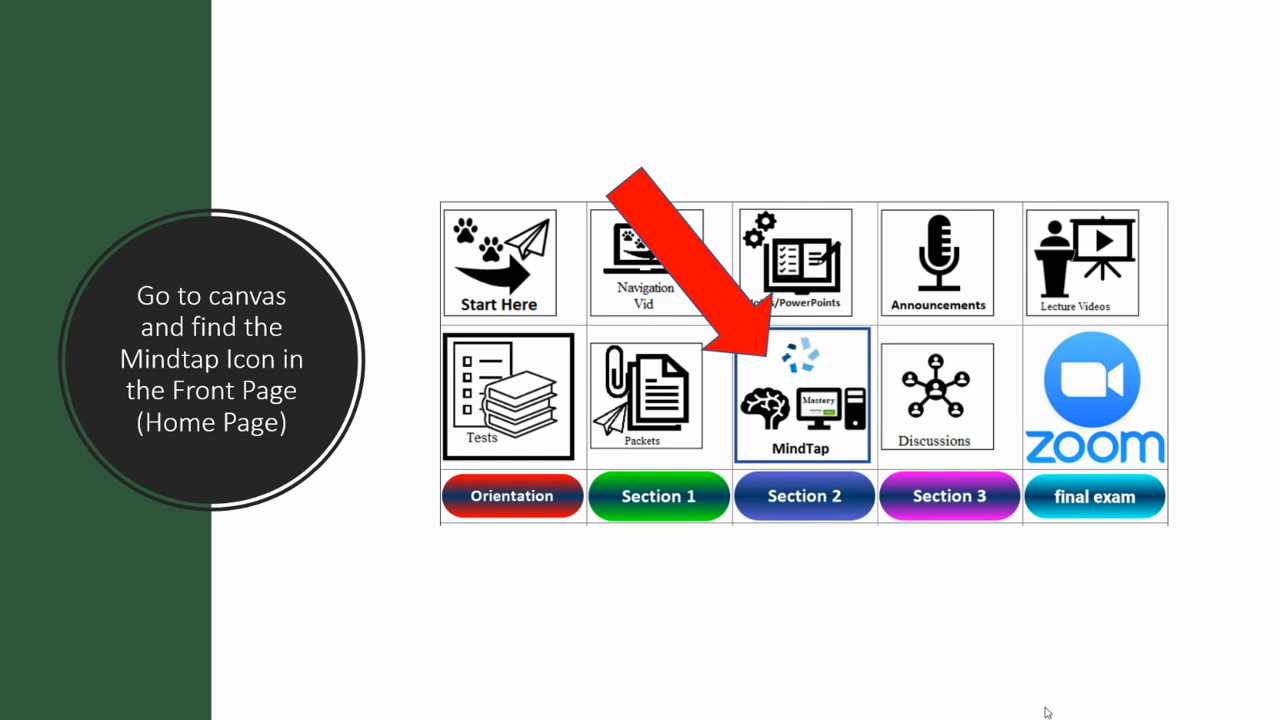 Go to canvas
and find the
Mindtap Icon in
the Front Page
(Home Page)
Start Here
Navigation
Vid
/PowerPoints
Announcements
Lecture Videos
Tests
Packets
Mastery
MindTap
Discussions
zoom
Orientation
Section 1
Section 2
Section 3
final exam